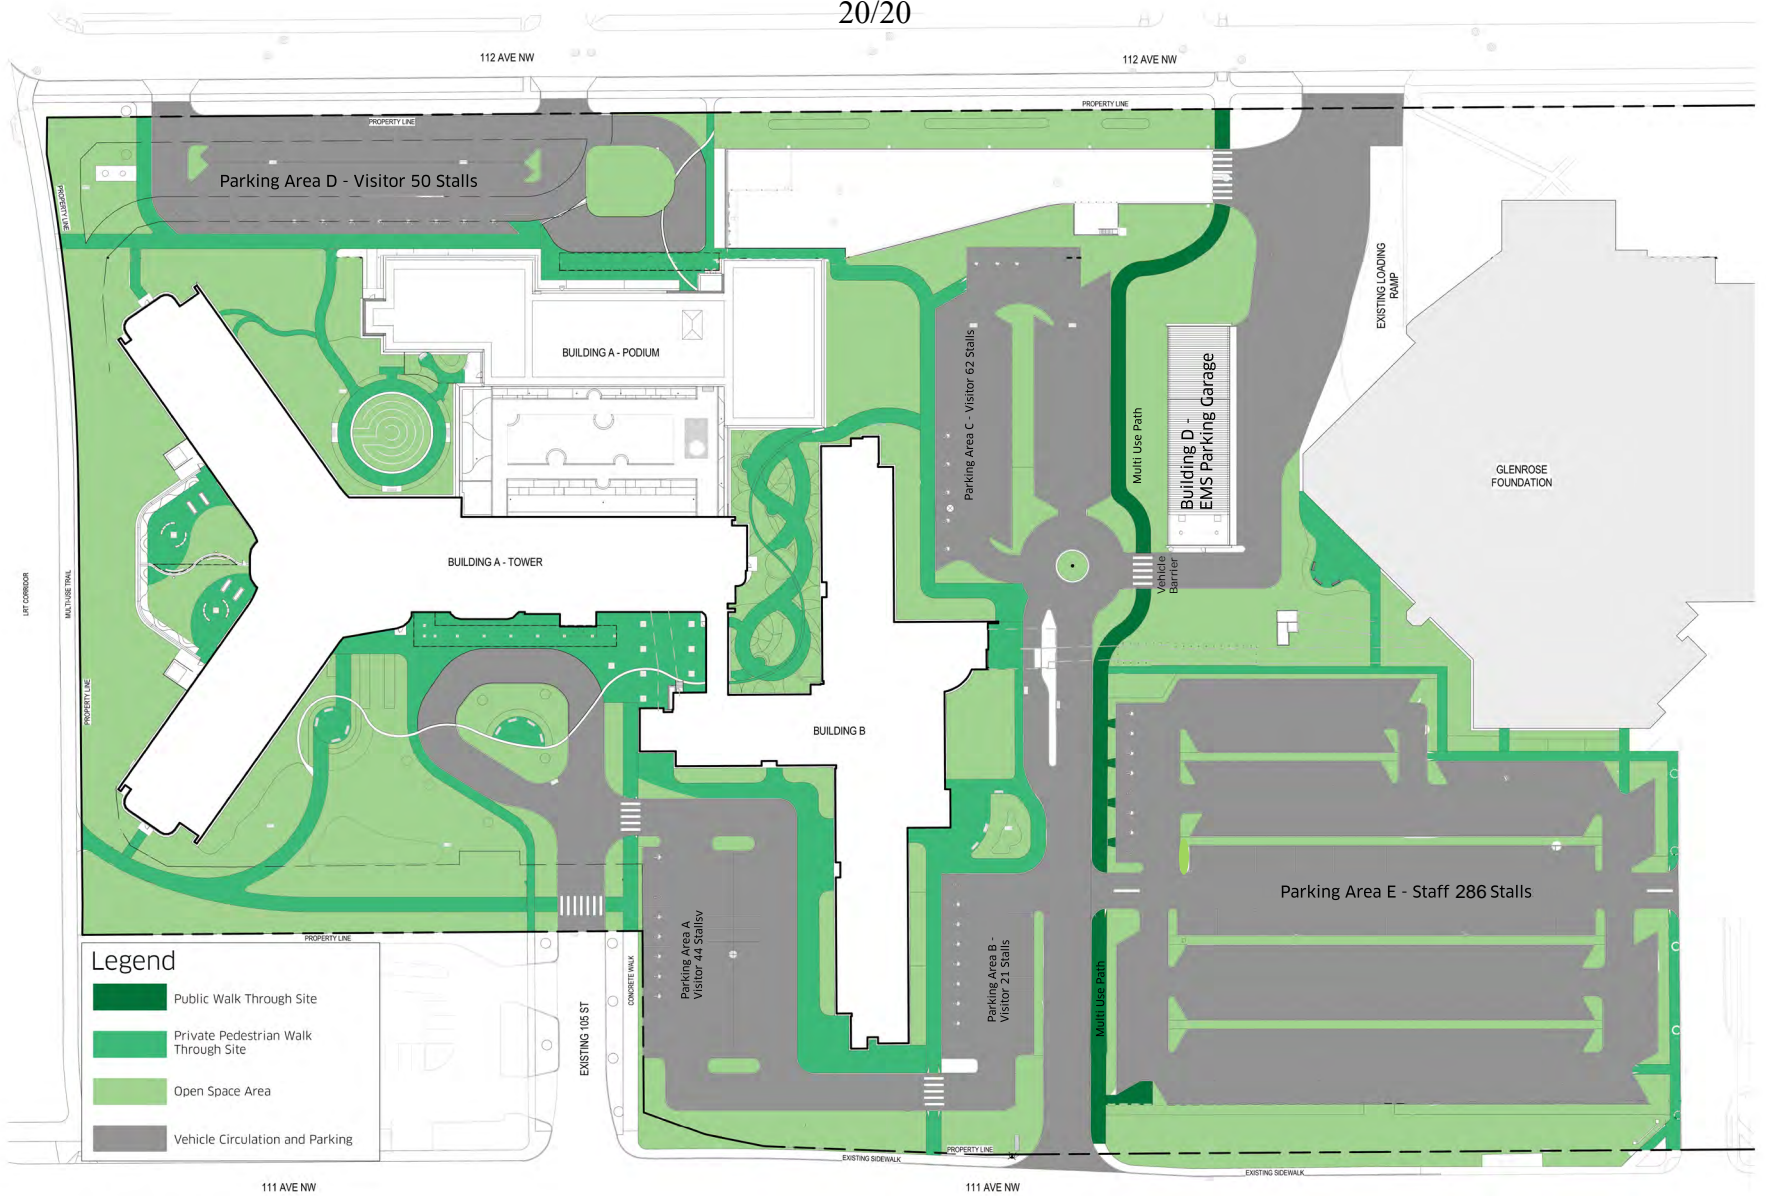 20/20
112 AVE NW
112 AVE NW
PROPERTY LINE
PROPERTY LINE
PROPERTY LINE
Parking Area D - Visitor 50 Stalls
EXISTING LOADING
RAMP
BUILDING A - PODIUM
Parking Area C - Visitor 62 Stalls
Multi Use Path
Building D -
EMS Parking Garage
GLENROSE
FOUNDATION
BUILDING A - TOWER
Vehicle
Barrier
LRT CORRIDOR
MULTI-USE TRAIL
PROPERTY LINE
BUILDING B
Parking Area E - Staff 286 Stalls
PROPERTY LINE
Parking Area A
Visitor 44 Stallsv
Parking Area B -
Visitor 21 Stalls
Multi Use Path
CONCRETE WALK
EXISTING 105 ST
Legend
Public Walk Through Site
Private Pedestrian Walk
Through Site
Open Space Area
Vehicle Circulation and Parking
PROPERTY LINE
EXISTING SIDEWALK
EXISTING SIDEWALK
111 AVE NW
111 AVE NW